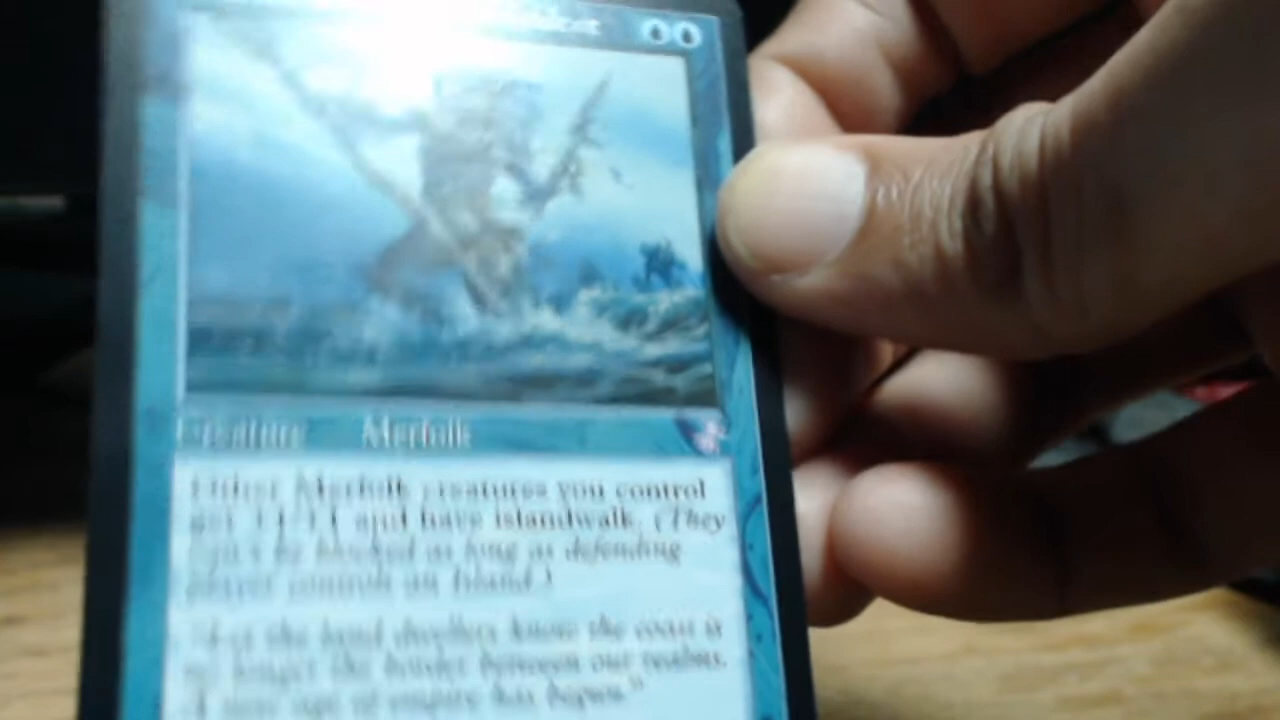 Creature Merfolk
Other Merfolk creatures you control
get +1/+1 and have islandwalk. (They
can't be blocked as long as defending
player controls an Island.)
"Let the land dwellers know the coast is
no longer the border between our realms.
A new age of empire has begun."